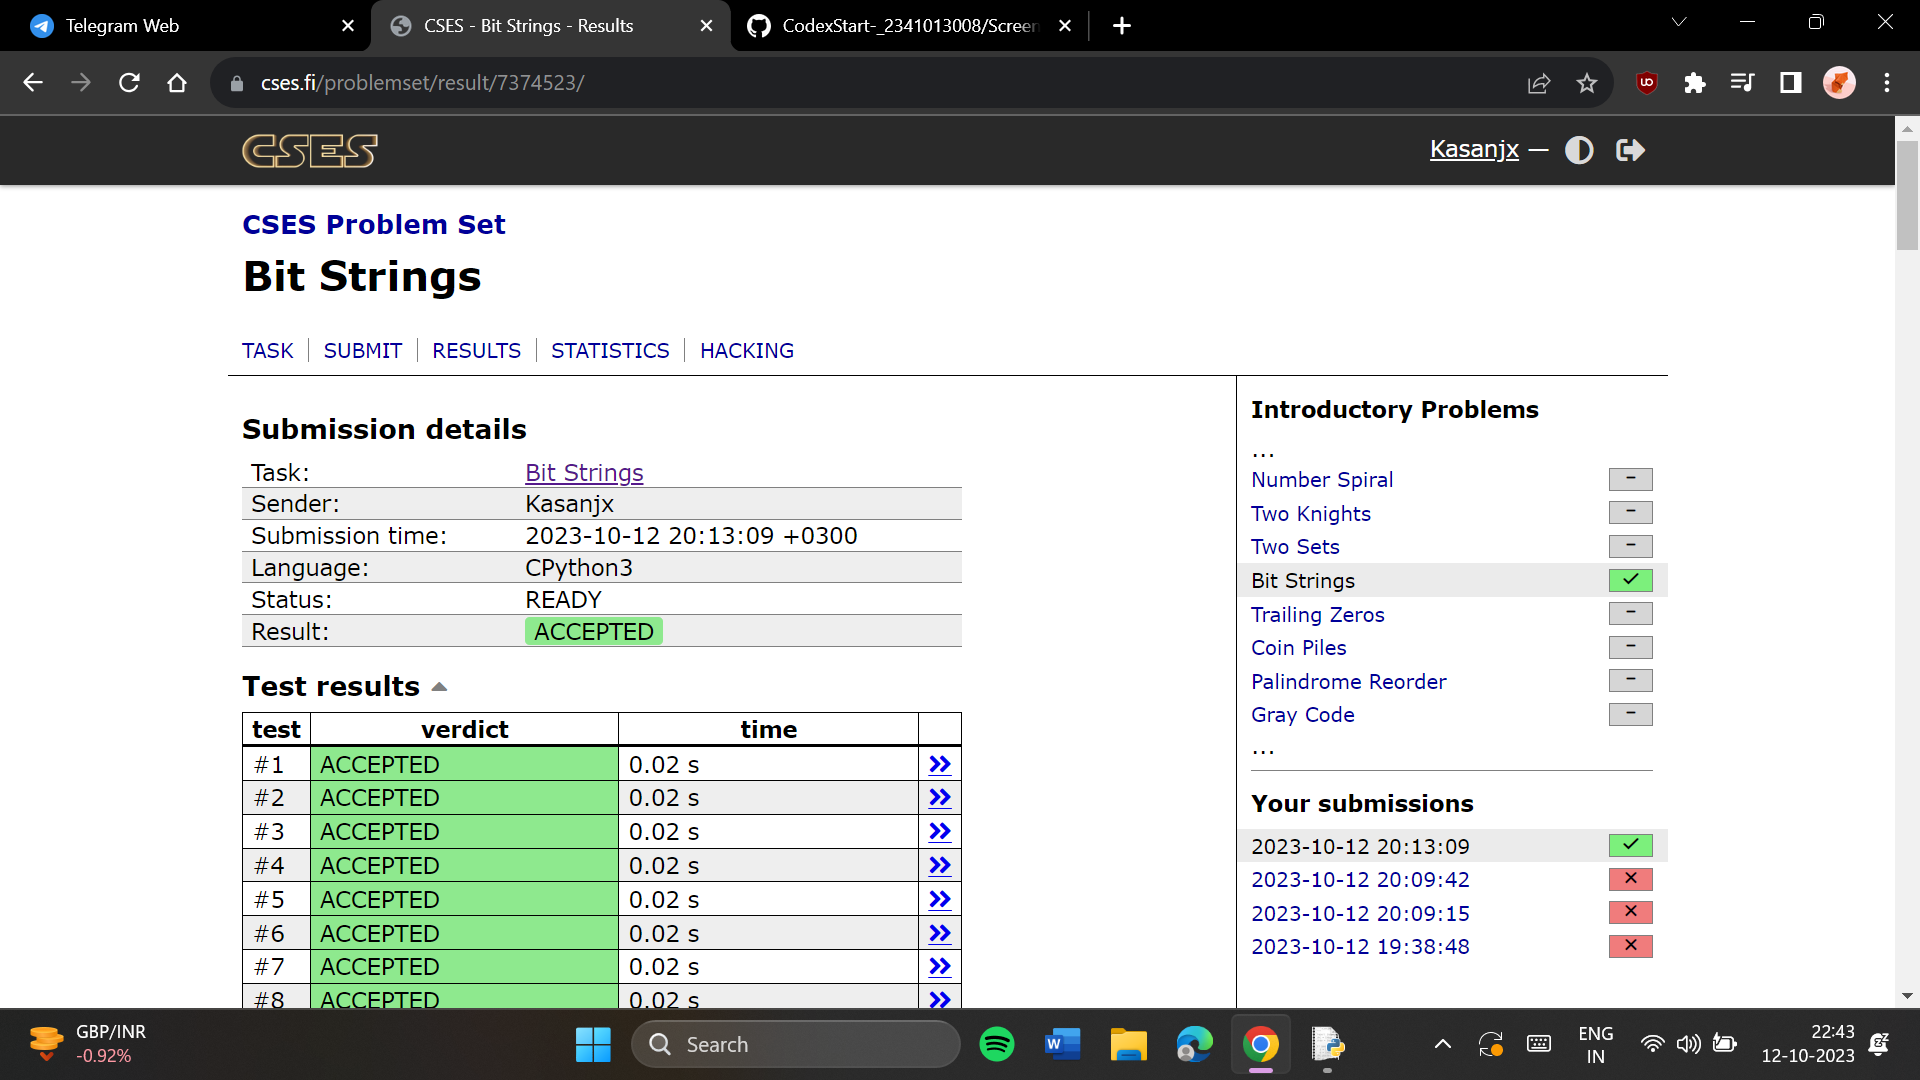 Telegram Web
CSES - Bit Strings - Results
CodexStart-_2341013008/Screen
cses.fi/problemset/result/7374523/
CSES
Kasanjx —
CSES Problem Set
Bit Strings
TASK
SUBMIT
RESULTS
STATISTICS
HACKING
Submission details
Task: Bit Strings
Sender: Kasanjx
Submission time: 2023-10-12 20:13:09 +0300
Language: CPython3
Status: READY
Result: ACCEPTED
Test results
test verdict time
#1 ACCEPTED 0.02 s
#2 ACCEPTED 0.02 s
#3 ACCEPTED 0.02 s
#4 ACCEPTED 0.02 s
#5 ACCEPTED 0.02 s
#6 ACCEPTED 0.02 s
#7 ACCEPTED 0.02 s
#8 ACCEPTED 0.02 s
Introductory Problems
...
Number Spiral –
Two Knights –
Two Sets –
Bit Strings
Trailing Zeros –
Coin Piles –
Palindrome Reorder –
Gray Code –
...
Your submissions
2023-10-12 20:13:09
2023-10-12 20:09:42
2023-10-12 20:09:15
2023-10-12 19:38:48
GBP/INR
-0.92%
Search
ENG
IN
22:43
12-10-2023